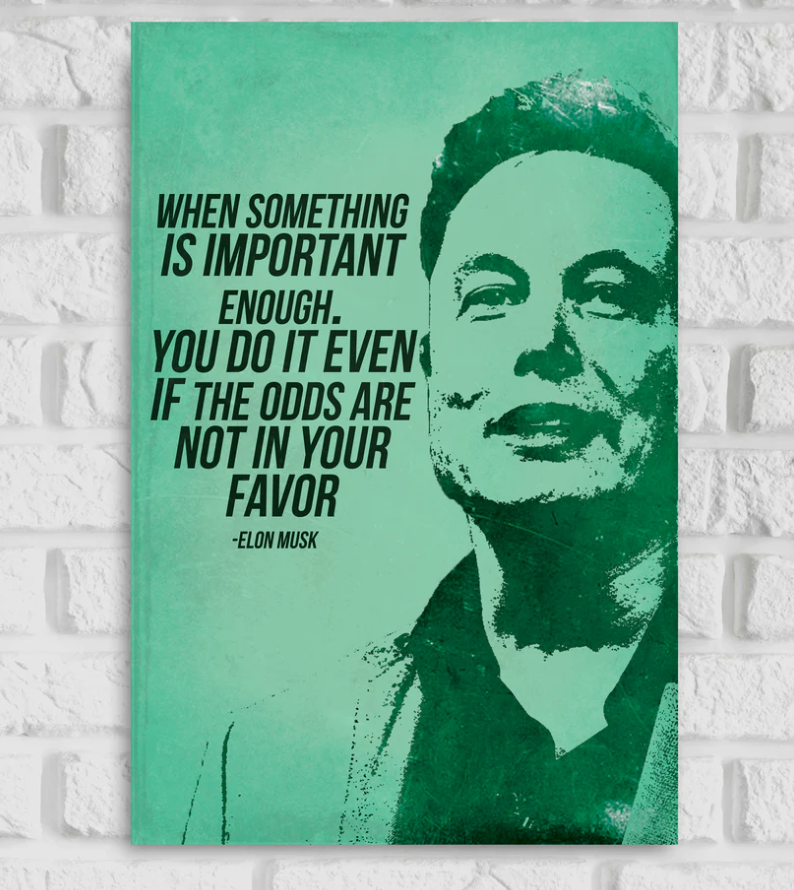 WHEN SOMETHING
IS IMPORTANT
ENOUGH.
YOU DO IT EVEN
IF THE ODDS ARE
NOT IN YOUR
FAVOR
-ELON MUSK